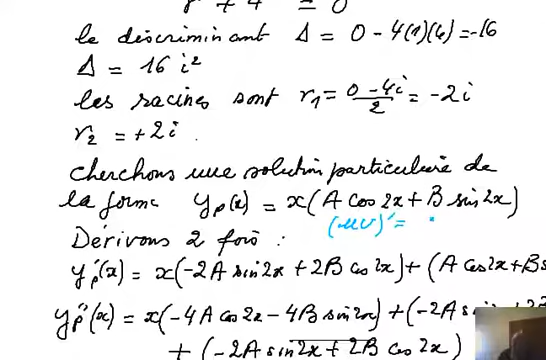 + 4 = 0
le discriminant Δ = 0 - 4(1)(4) = -16
Δ = 16 i²
les racines sont r₁ = (0 - 4i)/2 = -2i
r₂ = +2i.
cherchons une solution particulière de
la forme yₚ(x) = x(A cos 2x + B sin 2x)
(uv)' =
Dérivons 2 fois :
yₚ'(x) = x(-2A sin 2x + 2B cos 2x) + (A cos 2x + B s
yₚ''(x) = x(-4A cos 2x - 4B sin 2x) + (-2A s
+ (-2A sin 2x + 2B cos 2x)